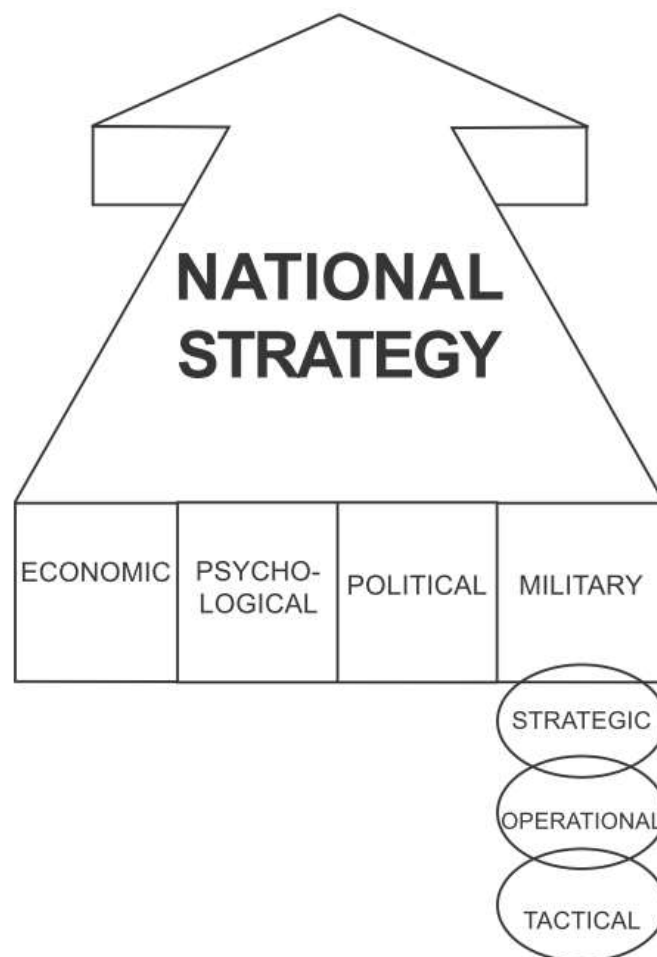 NATIONAL
STRATEGY
ECONOMIC
PSYCHO-
LOGICAL
POLITICAL
MILITARY
STRATEGIC
OPERATIONAL
TACTICAL